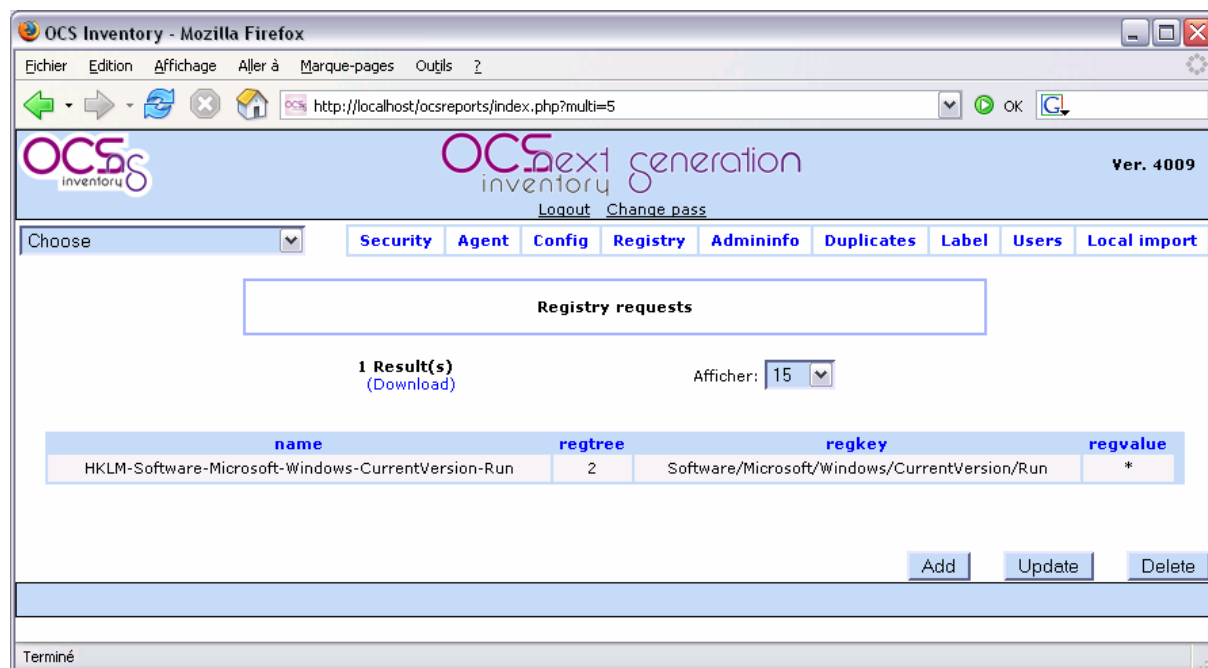 OCS Inventory - Mozilla Firefox
Fichier Edition Affichage Aller à Marque-pages Outils ?
http://localhost/ocsreports/index.php?multi=5 OK
OCS ng inventory
OCS next generation inventory
Ver. 4009
Logout Change pass
Choose Security Agent Config Registry Admininfo Duplicates Label Users Local import
Registry requests
1 Result(s)
(Download)
Afficher: 15
name regtree regkey regvalue
HKLM-Software-Microsoft-Windows-CurrentVersion-Run 2 Software/Microsoft/Windows/CurrentVersion/Run *
Add Update Delete
Terminé